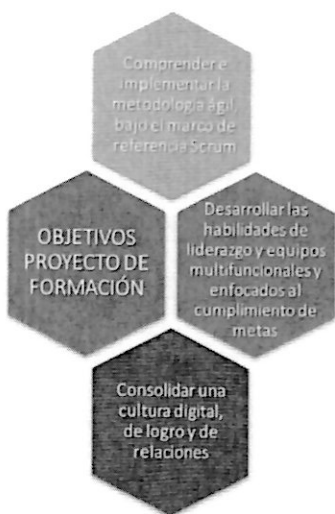 Comprender e
implementar la
metodología ágil,
bajo el marco de
referencia Scrum
OBJETIVOS
PROYECTO DE
FORMACIÓN
Desarrollar las
habilidades de
liderazgo y equipos
multifuncionales y
enfocados al
cumplimiento de
metas
Consolidar una
cultura digital,
de logro y de
relaciones